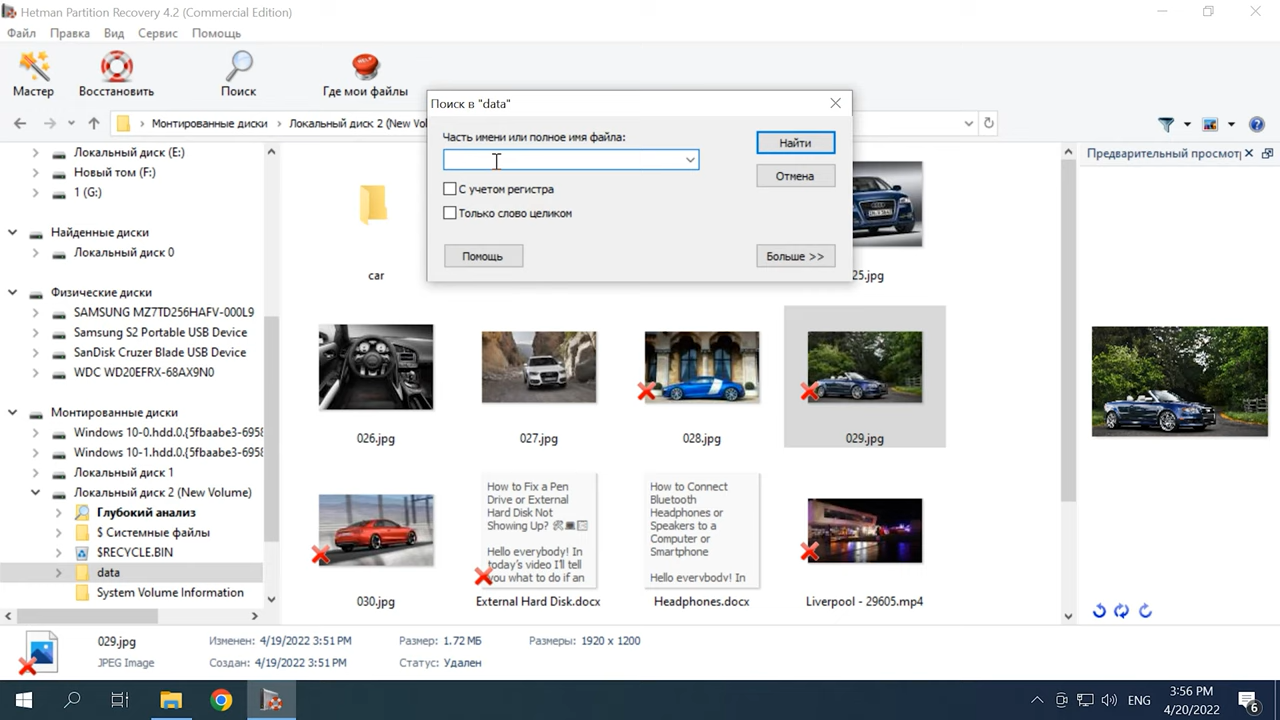 Hetman Partition Recovery 4.2 (Commercial Edition)
Файл Правка Вид Сервис Помощь
Мастер Восстановить Поиск Где мои файлы
Монтированные диски Локальный диск 2 (New Vol
Поиск в "data"
Часть имени или полное имя файла:
Найти
С учетом регистра
Отмена
Только слово целиком
Помощь Больше >>
Предварительный просмот
Локальный диск (E:)
Новый том (F:)
1 (G:)
Найденные диски
Локальный диск 0
Физические диски
SAMSUNG MZ7TD256HAFV-000L9
Samsung S2 Portable USB Device
SanDisk Cruzer Blade USB Device
WDC WD20EFRX-68AX9N0
Монтированные диски
Windows 10-0.hdd.0.{5fbaabe3-6958
Windows 10-1.hdd.0.{5fbaabe3-6958
Локальный диск 1
Локальный диск 2 (New Volume)
Глубокий анализ
$ Системные файлы
$RECYCLE.BIN
data
System Volume Information
car
25.jpg
026.jpg
027.jpg
028.jpg
029.jpg
How to Fix a Pen
Drive or External
Hard Disk Not
Showing Up?
Hello everybody! In
today's video I'll tell
you what to do if an
How to Connect
Bluetooth
Headphones or
Speakers to a
Computer or
Smartphone
Hello everybody! In
030.jpg
External Hard Disk.docx
Headphones.docx
Liverpool - 29605.mp4
029.jpg
JPEG Image
Изменен: 4/19/2022 3:51 PM
Создан: 4/19/2022 3:51 PM
Размер: 1.72 МБ
Статус: Удален
Размеры: 1920 x 1200
ENG
3:56 PM
4/20/2022
6